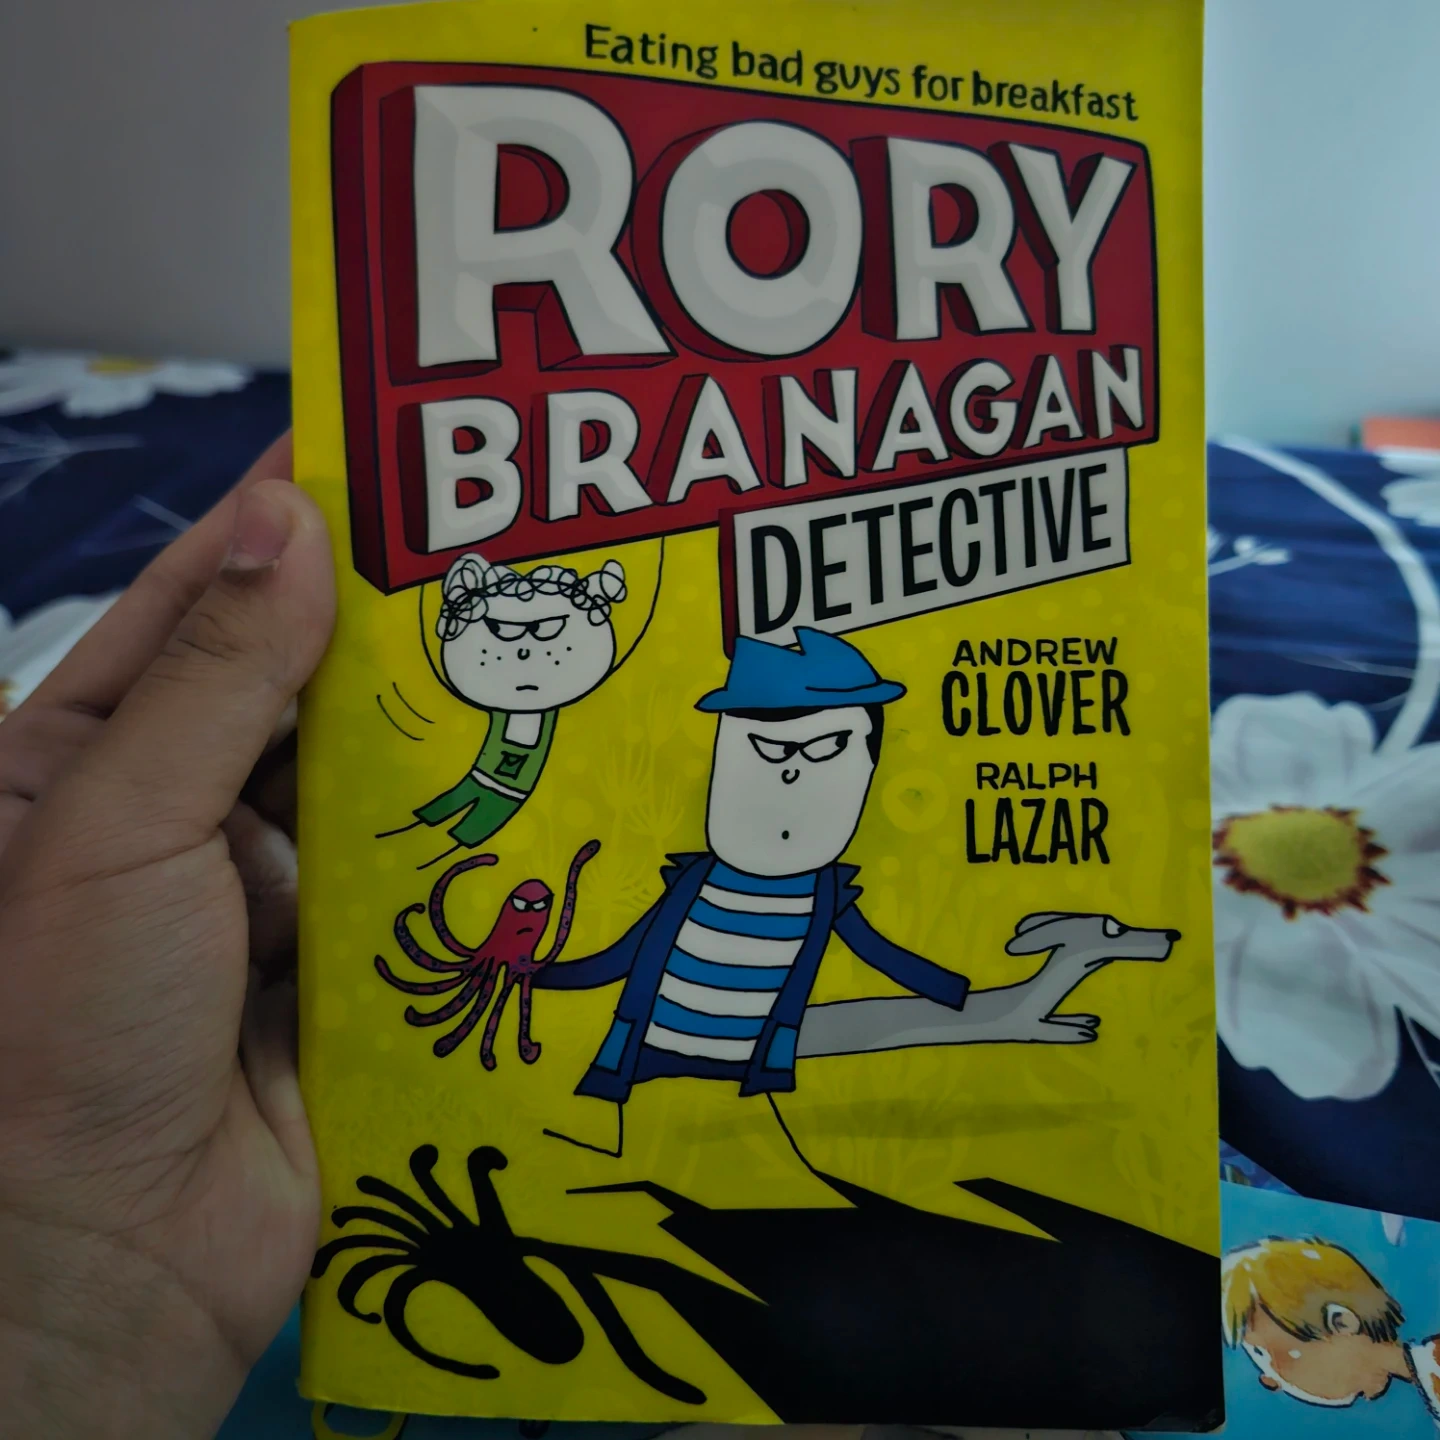 Eating bad guys for breakfast
RORY
BRANAGAN
DETECTIVE
ANDREW
CLOVER
RALPH
LAZAR